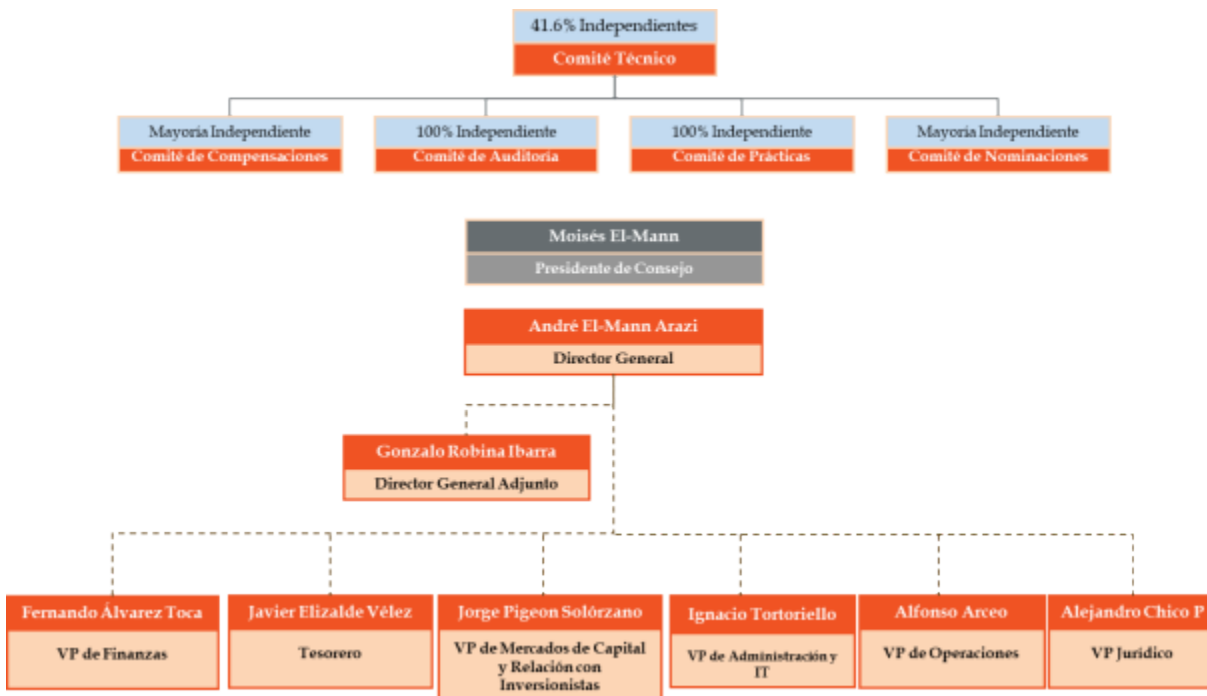 41.6% Independientes
Comité Técnico
Mayoría Independiente
Comité de Compensaciones
100% Independiente
Comité de Auditoría
100% Independiente
Comité de Prácticas
Mayoría Independiente
Comité de Nominaciones
Moisés El-Mann
Presidente de Consejo
André El-Mann Arazi
Director General
Gonzalo Robina Ibarra
Director General Adjunto
Fernando Álvarez Toca
VP de Finanzas
Javier Elizalde Vélez
Tesorero
Jorge Pigeon Solórzano
VP de Mercados de Capital
y Relación con
Inversionistas
Ignacio Tortoriello
VP de Administración y
IT
Alfonso Arceo
VP de Operaciones
Alejandro Chico P
VP Jurídico